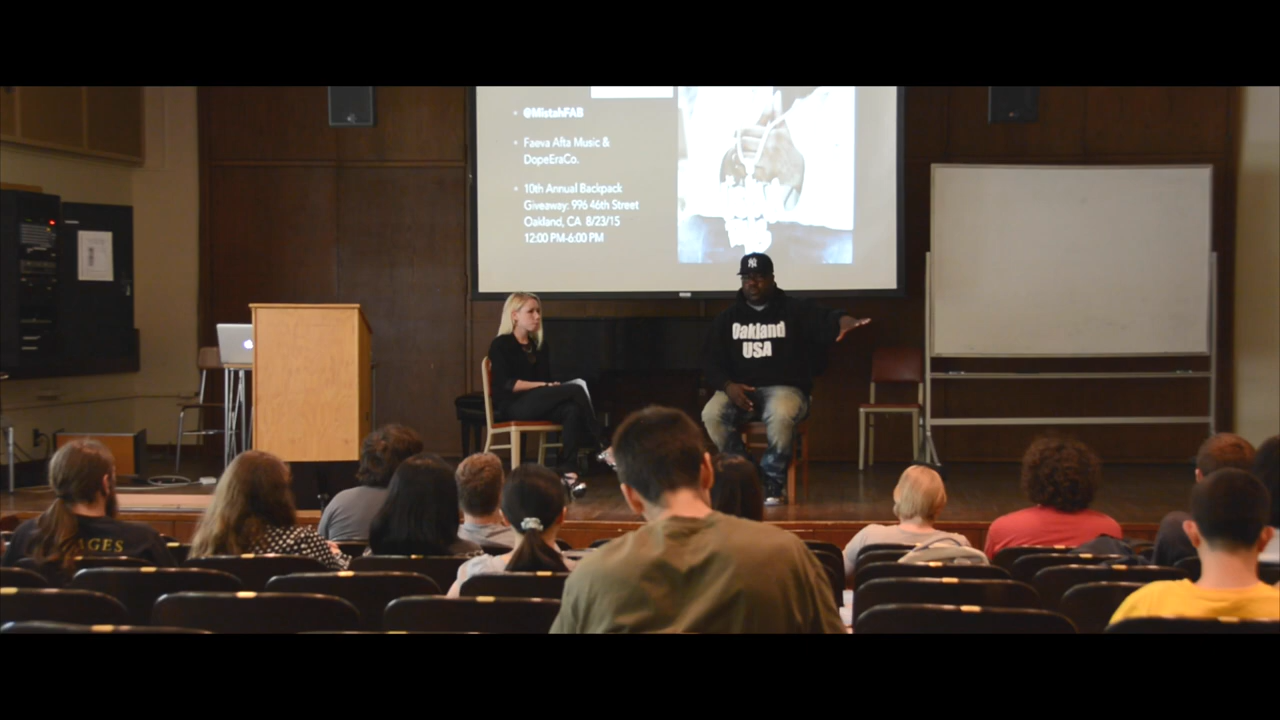 @MistahFAB
Faeva Afta Music &
DopeEraCo.
10th Annual Backpack
Giveaway: 996 46th Street
Oakland, CA 8/23/15
12:00 PM-6:00 PM
NY
Oakland
USA
AGES